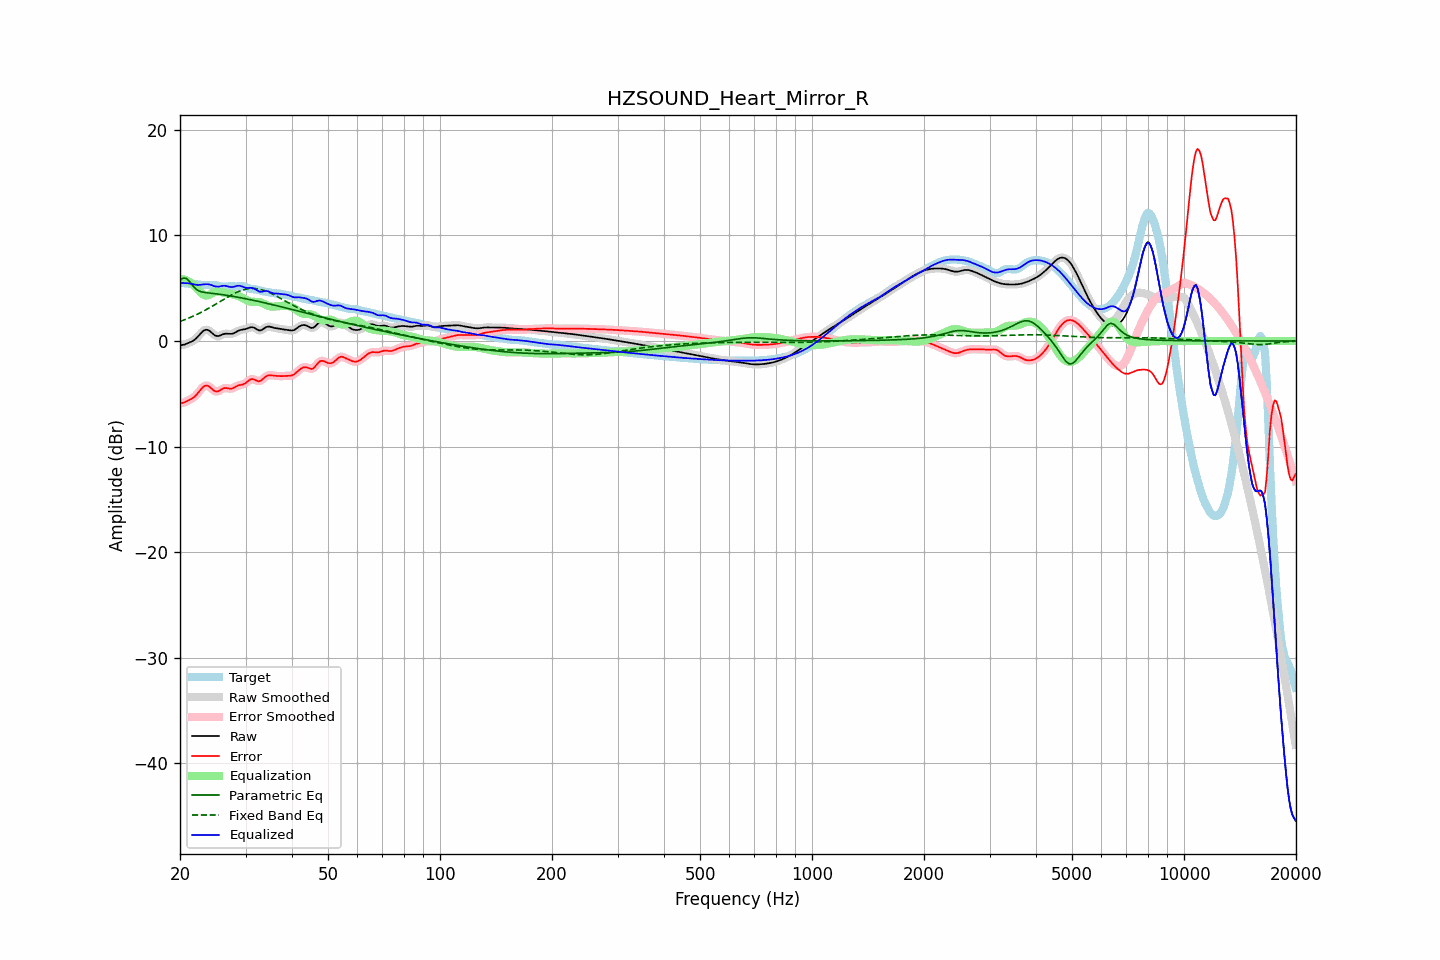 HZSOUND_Heart_Mirror_R
20
10
0
−10
−20
−30
−40
Amplitude (dBr)
Target
Raw Smoothed
Error Smoothed
Raw
Error
Equalization
Parametric Eq
Fixed Band Eq
Equalized
20 50 100 200 500 1000 2000 5000 10000 20000
Frequency (Hz)